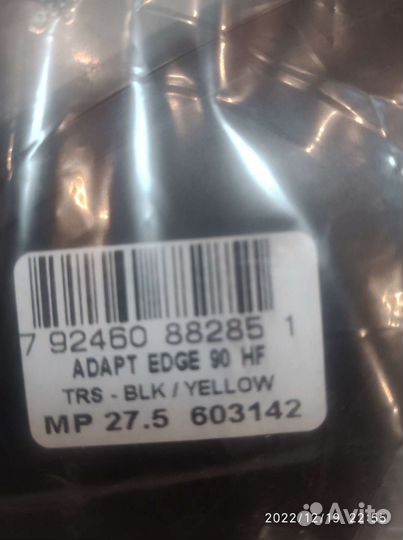 7 92460 88285 1
ADAPT EDGE 90 HF
TRS - BLK / YELLOW
MP 27.5 603142
2022/12/19 22:55
Avito